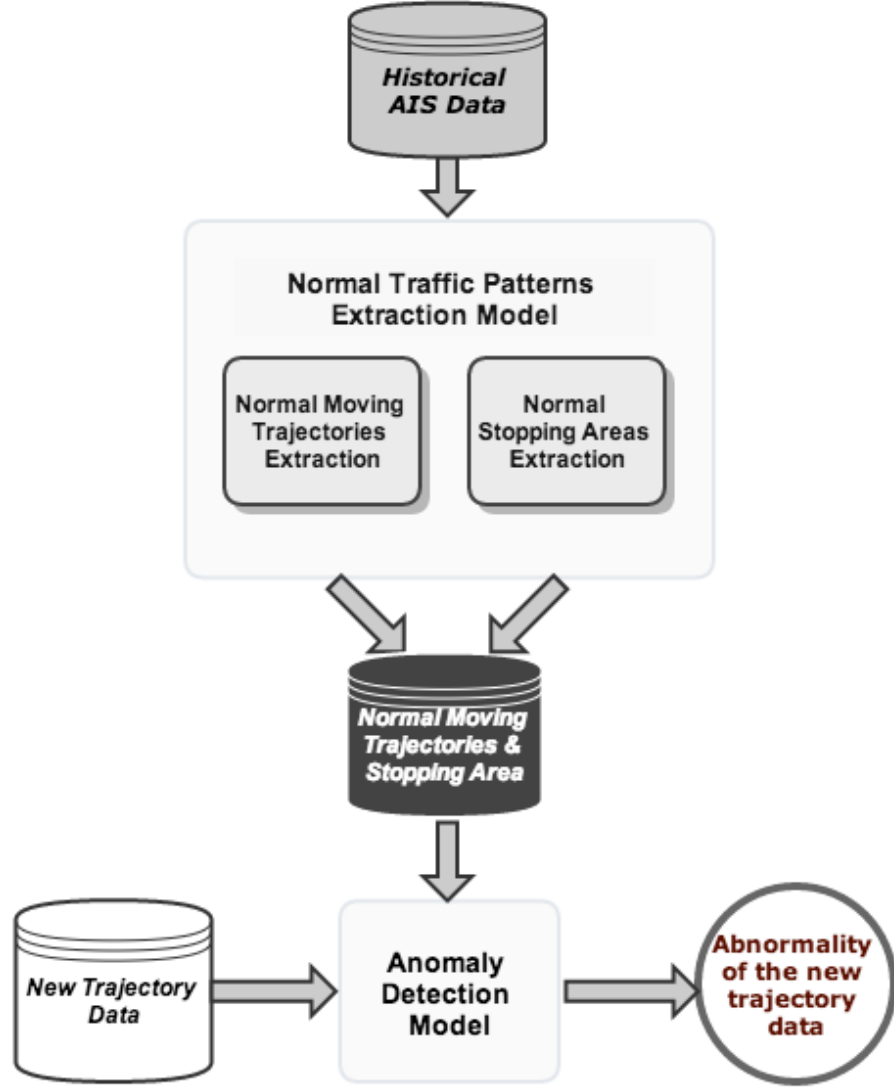 Historical
AIS Data
Normal Traffic Patterns
Extraction Model
Normal Moving
Trajectories
Extraction
Normal
Stopping Areas
Extraction
Normal Moving
Trajectories &
Stopping Area
New Trajectory
Data
Anomaly
Detection
Model
Abnormality
of the new
trajectory
data